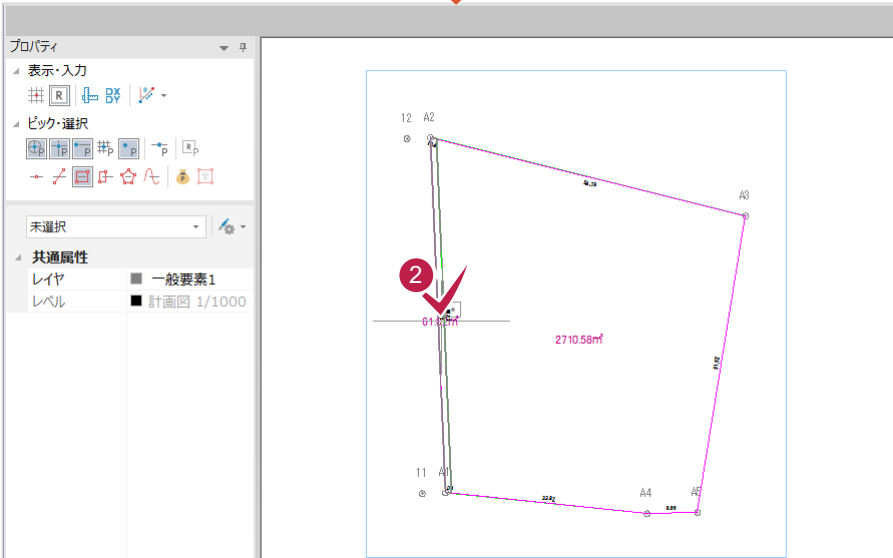 プロパティ
表示・入力
R
DX
DY
ピック・選択
P P P P P P R P
未選択
共通属性
レイヤ 一般要素1
レベル 計画図 1/1000
12 A2
A3
2
2710.58㎡
11 A1
A4 A5